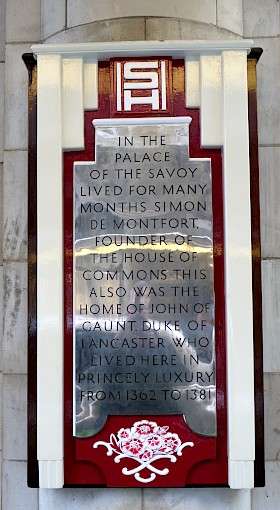 SH
IN THE
PALACE
OF THE SAVOY
LIVED FOR MANY
MONTHS SIMON
DE MONTFORT,
FOUNDER OF
THE HOUSE OF
COMMONS THIS
ALSO WAS THE
HOME OF JOHN OF
GAUNT, DUKE OF
LANCASTER WHO
LIVED HERE IN
PRINCELY LUXURY
FROM 1362 TO 1381